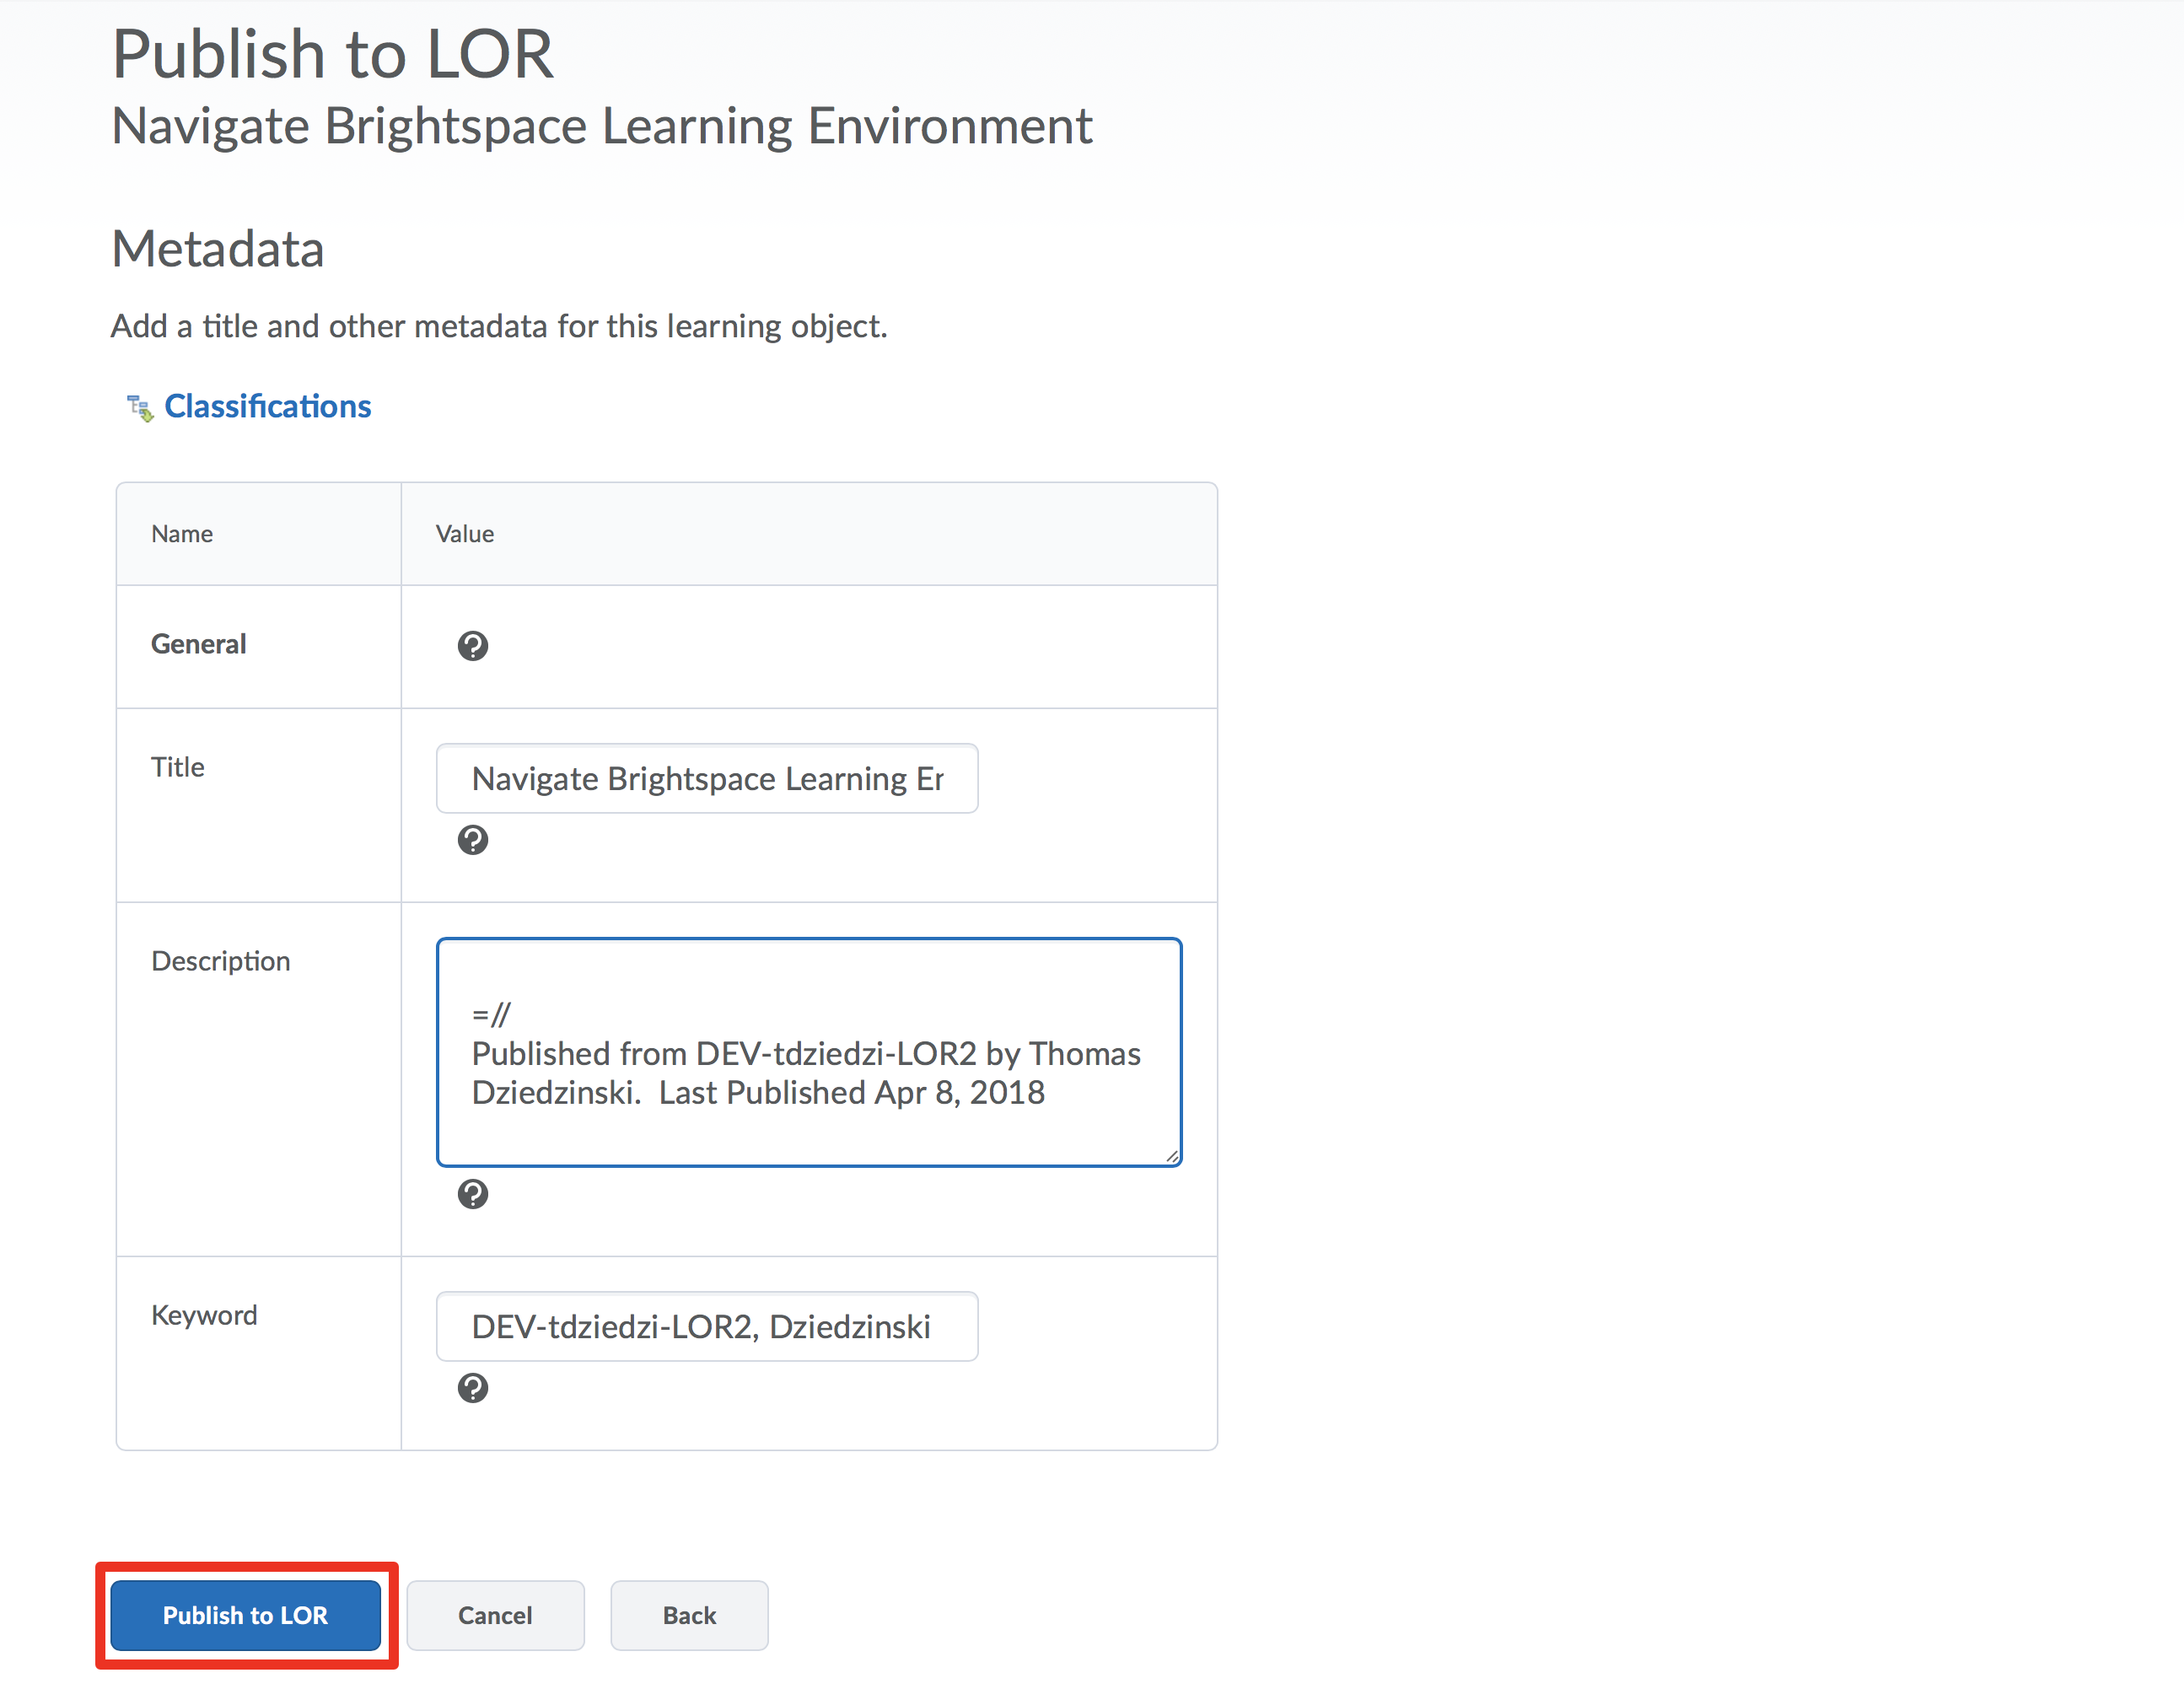 Publish to LOR
Navigate Brightspace Learning Environment
Metadata
Add a title and other metadata for this learning object.
Classifications
Name Value
General
Title
Navigate Brightspace Learning Er
Description
=//
Published from DEV-tdziedzi-LOR2 by Thomas
Dziedzinski.  Last Published Apr 8, 2018
Keyword
DEV-tdziedzi-LOR2, Dziedzinski
Publish to LOR Cancel Back